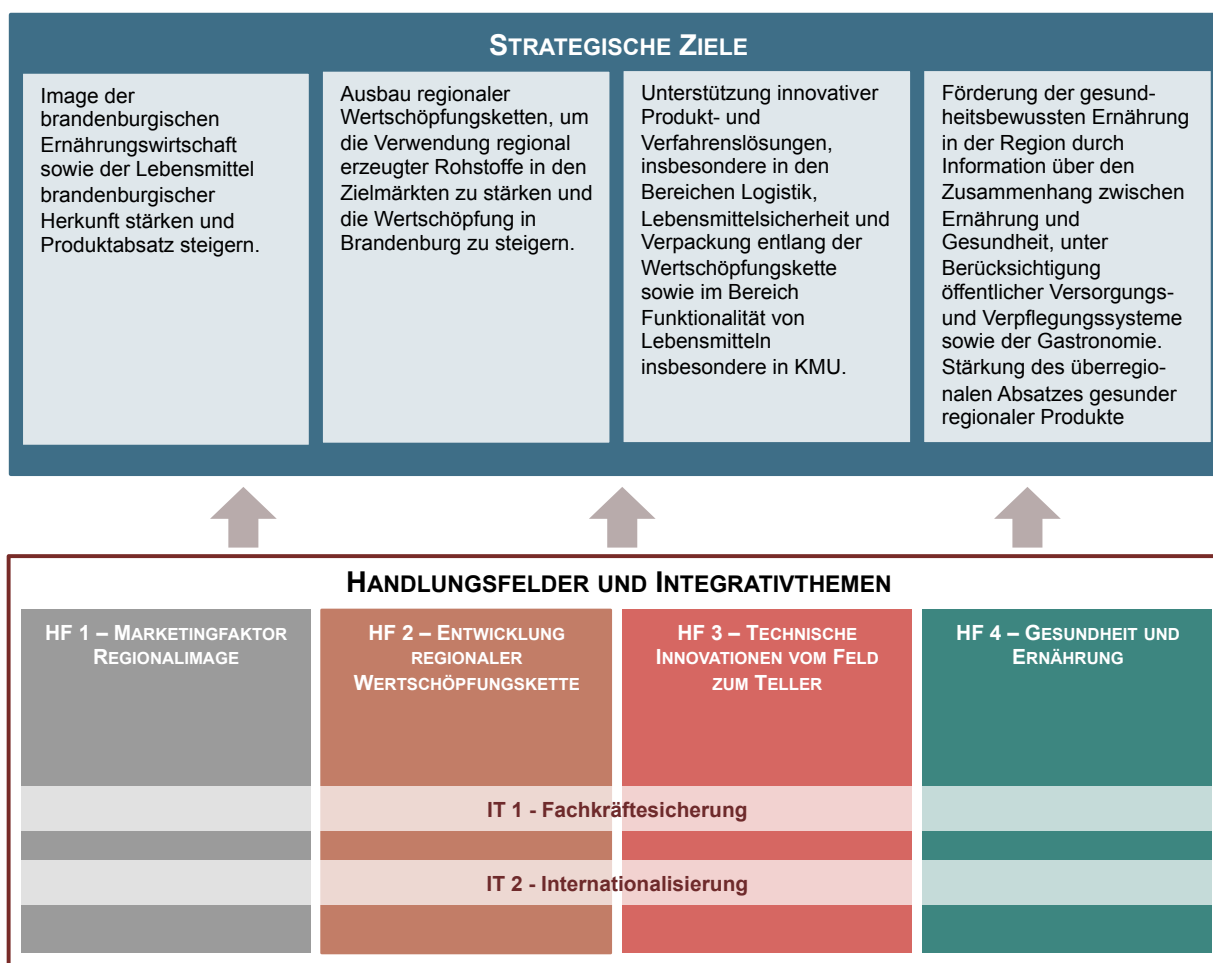 STRATEGISCHE ZIELE
Image der
brandenburgischen
Ernährungswirtschaft
sowie der Lebensmittel
brandenburgischer
Herkunft stärken und
Produktabsatz steigern.
Ausbau regionaler
Wertschöpfungsketten, um
die Verwendung regional
erzeugter Rohstoffe in den
Zielmärkten zu stärken und
die Wertschöpfung in
Brandenburg zu steigern.
Unterstützung innovativer
Produkt- und
Verfahrenslösungen,
insbesondere in den
Bereichen Logistik,
Lebensmittelsicherheit und
Verpackung entlang der
Wertschöpfungskette
sowie im Bereich
Funktionalität von
Lebensmitteln
insbesondere in KMU.
Förderung der gesund-
heitsbewussten Ernährung
in der Region durch
Information über den
Zusammenhang zwischen
Ernährung und
Gesundheit, unter
Berücksichtigung
öffentlicher Versorgungs-
und Verpflegungssysteme
sowie der Gastronomie.
Stärkung des überregio-
nalen Absatzes gesunder
regionaler Produkte
HANDLUNGSFELDER UND INTEGRATIVTHEMEN
HF 1 – MARKETINGFAKTOR
REGIONALIMAGE
HF 2 – ENTWICKLUNG
REGIONALER
WERTSCHÖPFUNGSKETTE
HF 3 – TECHNISCHE
INNOVATIONEN VOM FELD
ZUM TELLER
HF 4 – GESUNDHEIT UND
ERNÄHRUNG
IT 1 - Fachkräftesicherung
IT 2 - Internationalisierung